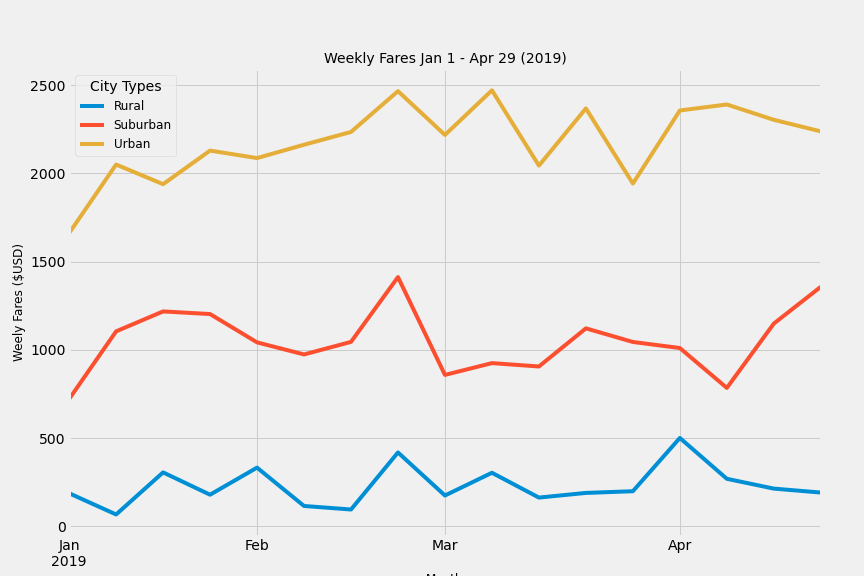 Weekly Fares Jan 1 - Apr 29 (2019)
City Types
Rural
Suburban
Urban
2500
2000
1500
1000
500
0
Weely Fares ($USD)
Jan Feb Mar Apr
2019